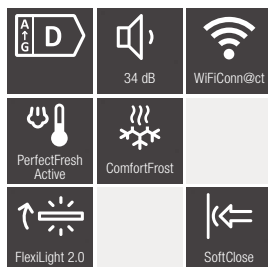 A
G
D
34 dB
WiFiConn@ct
PerfectFresh
Active
ComfortFrost
FlexiLight 2.0
SoftClose